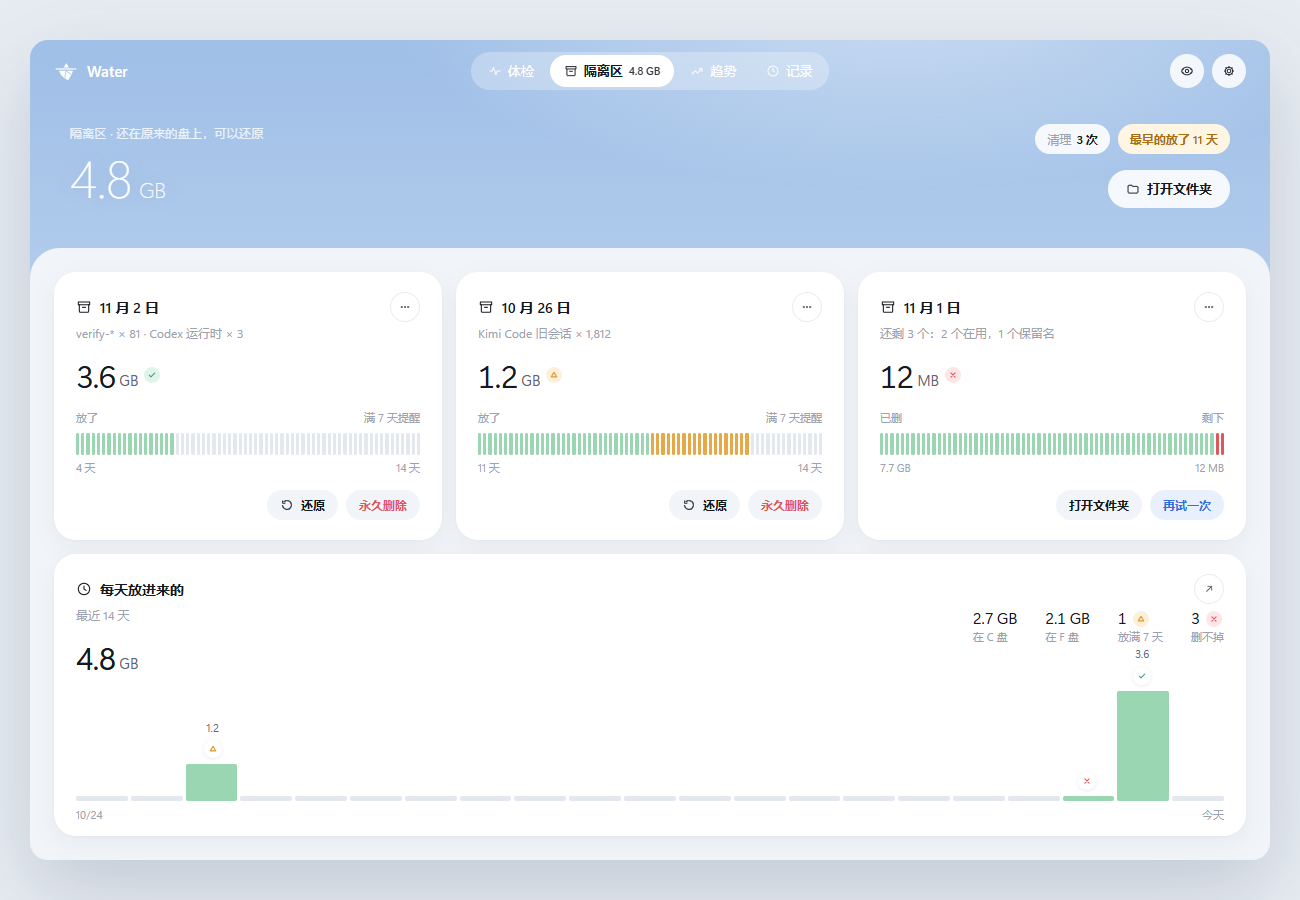 Water
体检
隔离区 4.8 GB
趋势
记录
隔离区 · 还在原来的盘上，可以还原
4.8 GB
清理 3 次
最早的放了 11 天
打开文件夹
11 月 2 日
verify-* × 81 · Codex 运行时 × 3
3.6 GB
放了
满 7 天提醒
4 天
14 天
还原
永久删除
10 月 26 日
Kimi Code 旧会话 × 1,812
1.2 GB
放了
满 7 天提醒
11 天
14 天
还原
永久删除
11 月 1 日
还剩 3 个：2 个在用，1 个保留名
12 MB
已删
剩下
7.7 GB
12 MB
打开文件夹
再试一次
每天放进来的
最近 14 天
4.8 GB
2.7 GB
在 C 盘
2.1 GB
在 F 盘
1
放满 7 天
3
删不掉
3.6
1.2
10/24
今天